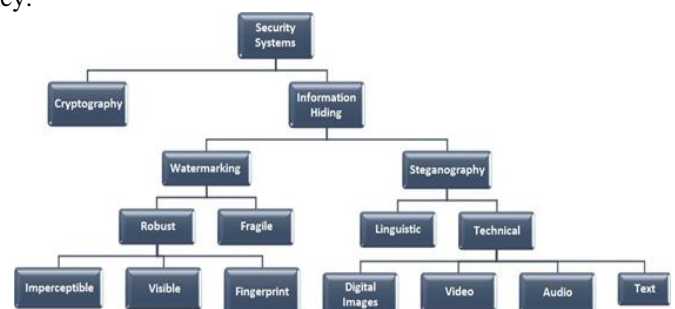 cy.
Security
Systems
Cryptography
Information
Hiding
Watermarking
Steganography
Robust
Fragile
Linguistic
Technical
Imperceptible
Visible
Fingerprint
Digital
Images
Video
Audio
Text